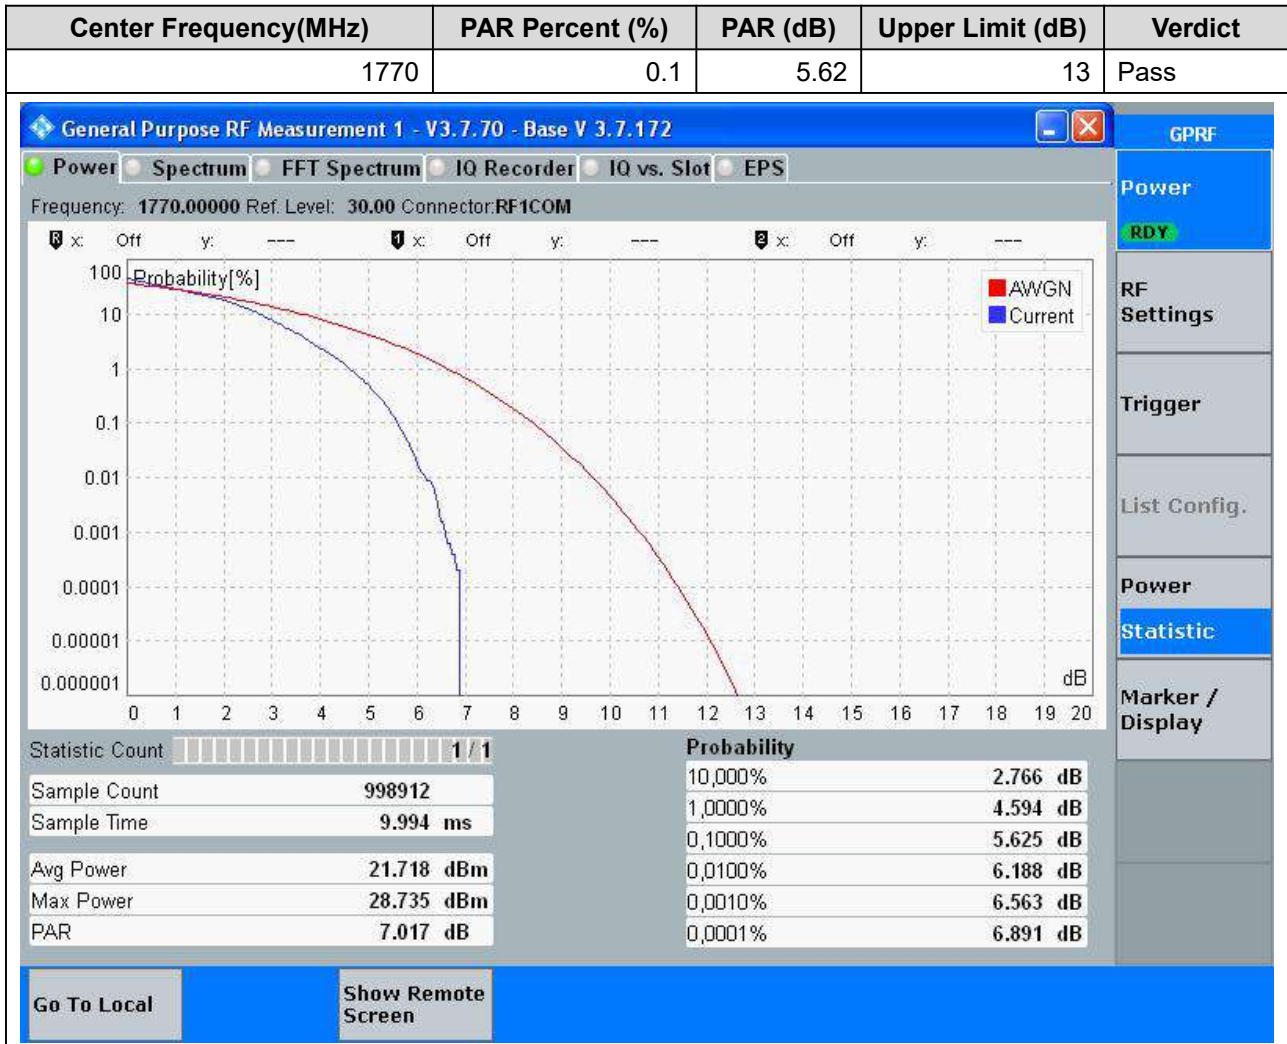 Center Frequency(MHz) PAR Percent (%) PAR (dB) Upper Limit (dB) Verdict
1770 0.1 5.62 13 Pass
General Purpose RF Measurement 1 - V3.7.70 - Base V 3.7.172
GPRF
Power Spectrum FFT Spectrum IQ Recorder IQ vs. Slot EPS
Power
RDY
Frequency: 1770.00000 Ref. Level: 30.00 Connector:RF1COM
R x: Off y: --- 1 x: Off y: --- 2 x: Off y: ---
Probability[%]
AWGN
Current
100
10
1
0.1
0.01
0.001
0.0001
0.00001
0.000001
dB
0 1 2 3 4 5 6 7 8 9 10 11 12 13 14 15 16 17 18 19 20
RF
Settings
Trigger
List Config.
Power
Statistic
Marker /
Display
Statistic Count 1 / 1
Sample Count 998912
Sample Time 9.994 ms
Avg Power 21.718 dBm
Max Power 28.735 dBm
PAR 7.017 dB
Probability
10,000% 2.766 dB
1,0000% 4.594 dB
0,1000% 5.625 dB
0,0100% 6.188 dB
0,0010% 6.563 dB
0,0001% 6.891 dB
Go To Local
Show Remote
Screen